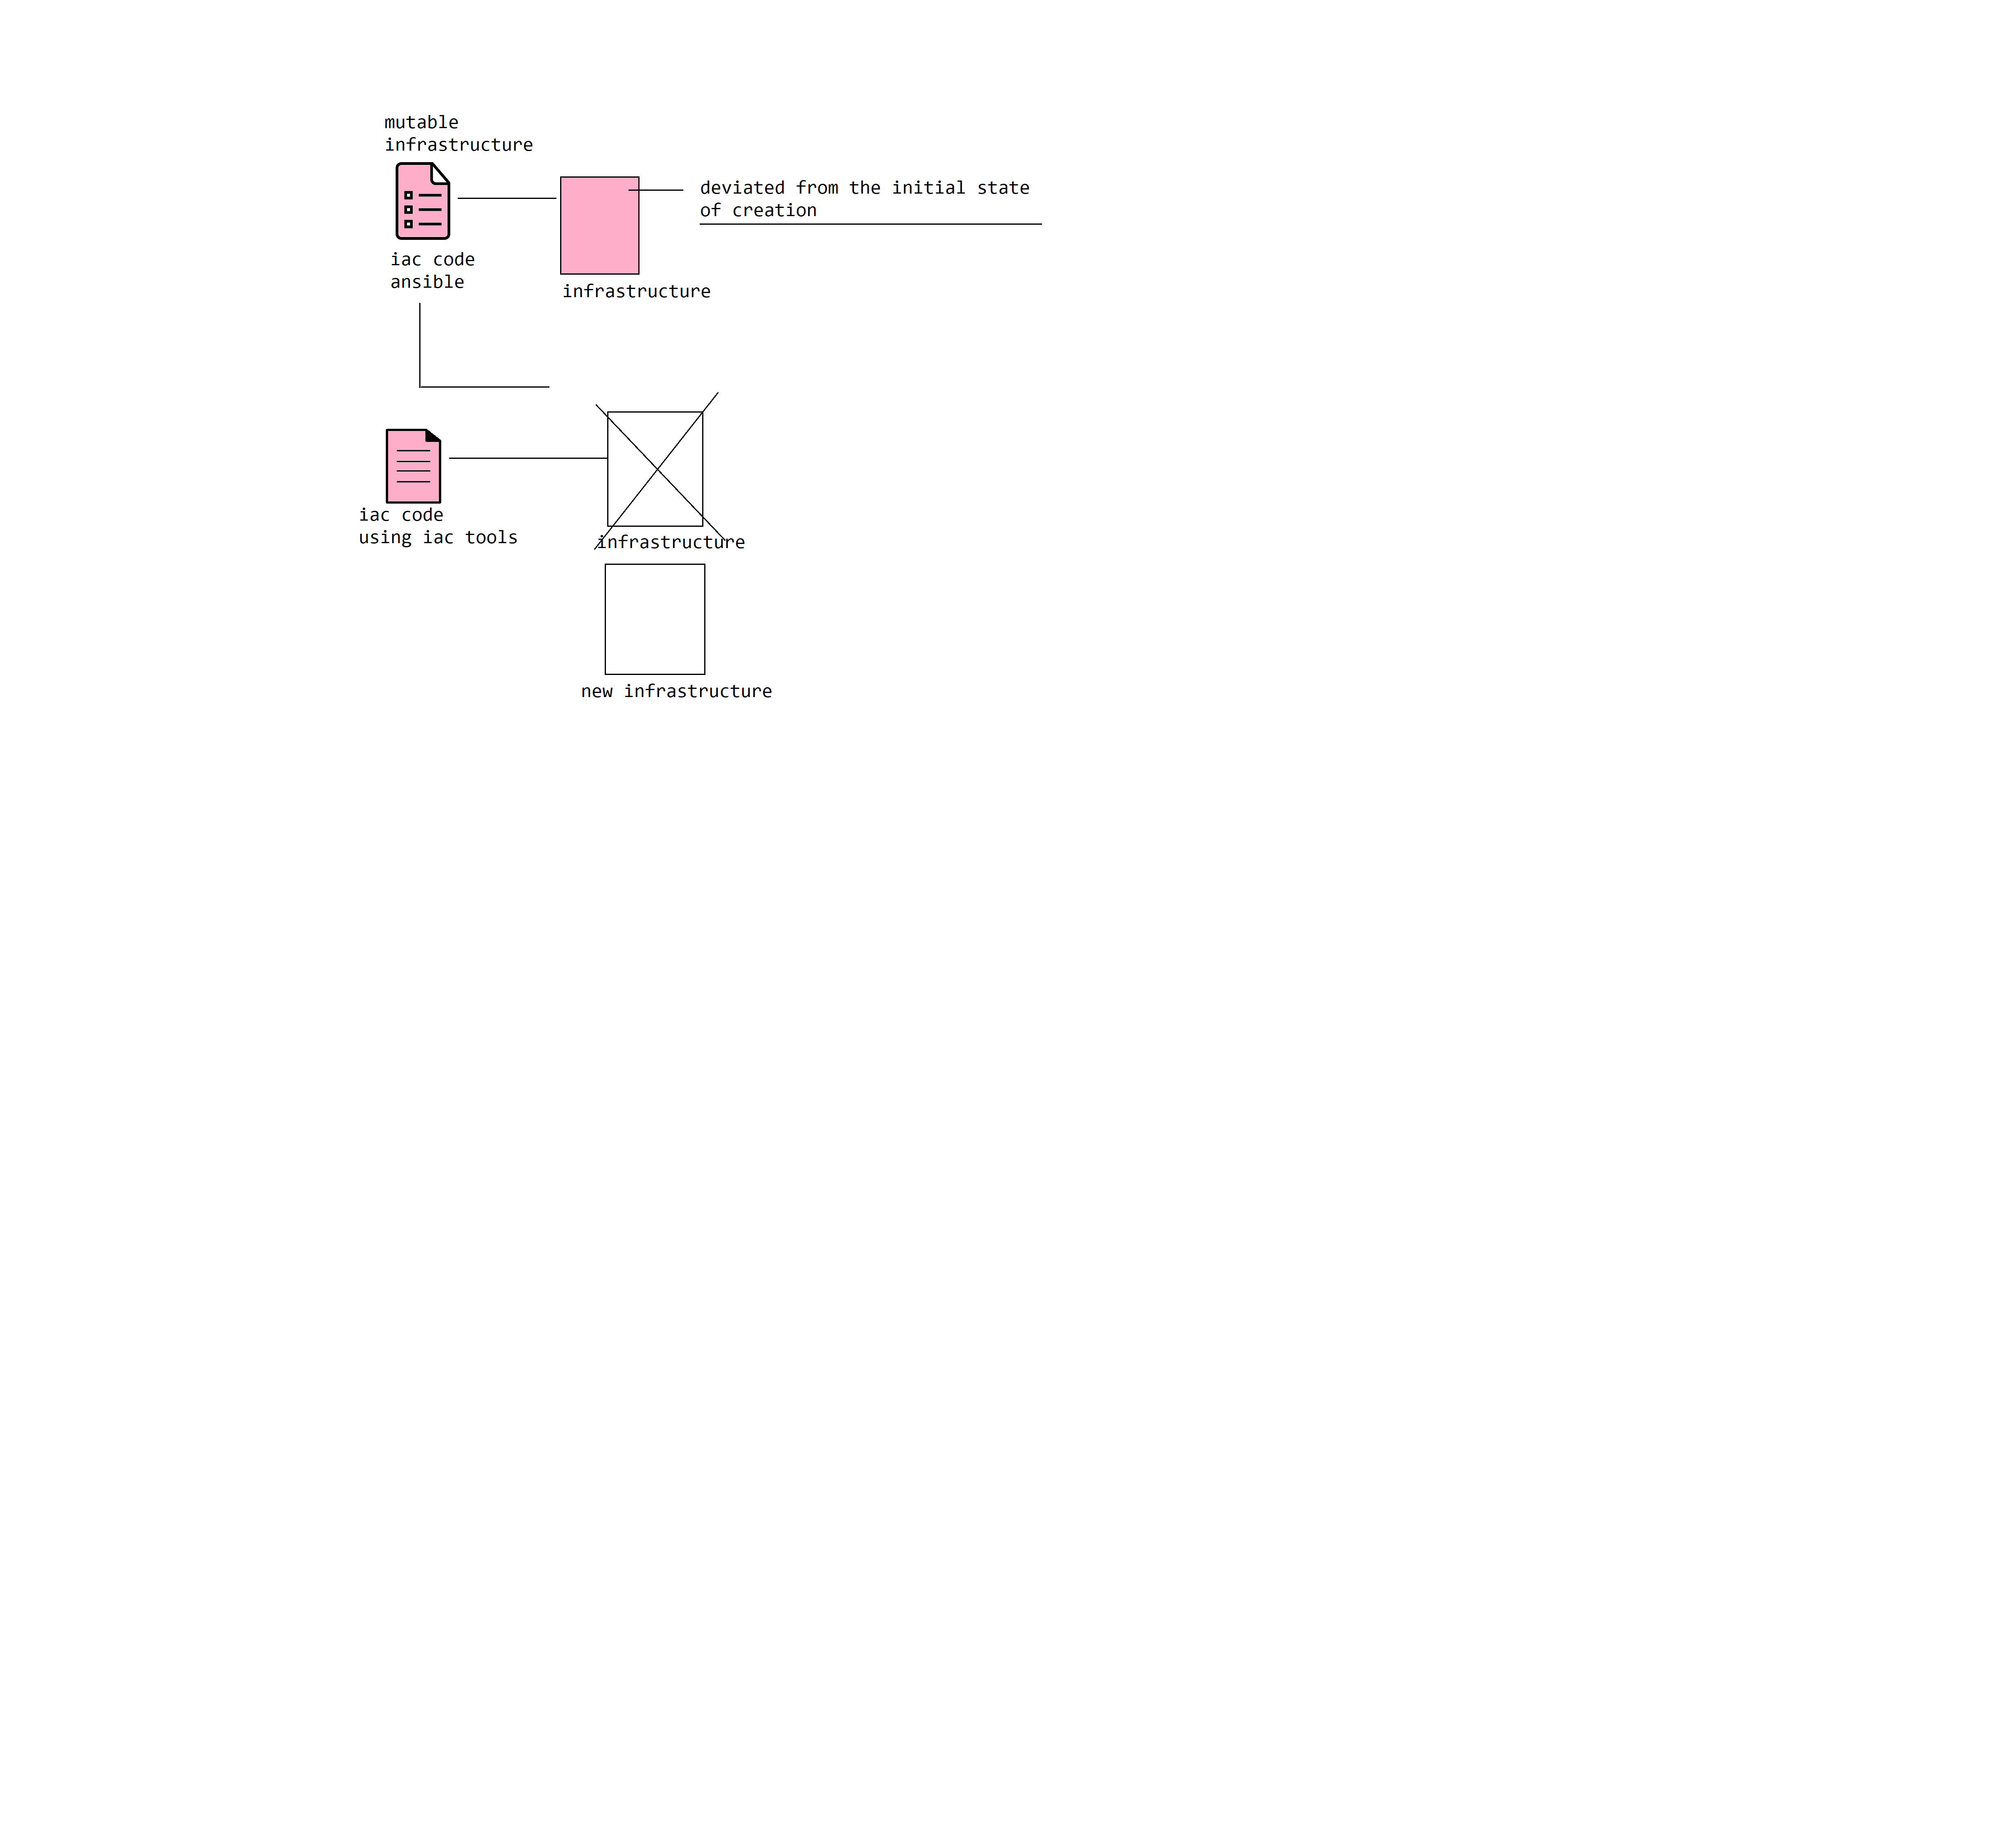 mutable
infrastructure
deviated from the initial state
of creation
iac code
ansible
infrastructure
iac code
using iac tools
infrastructure
new infrastructure